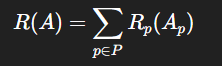 R(A) = ∑_{p∈P} R_p(A_p)